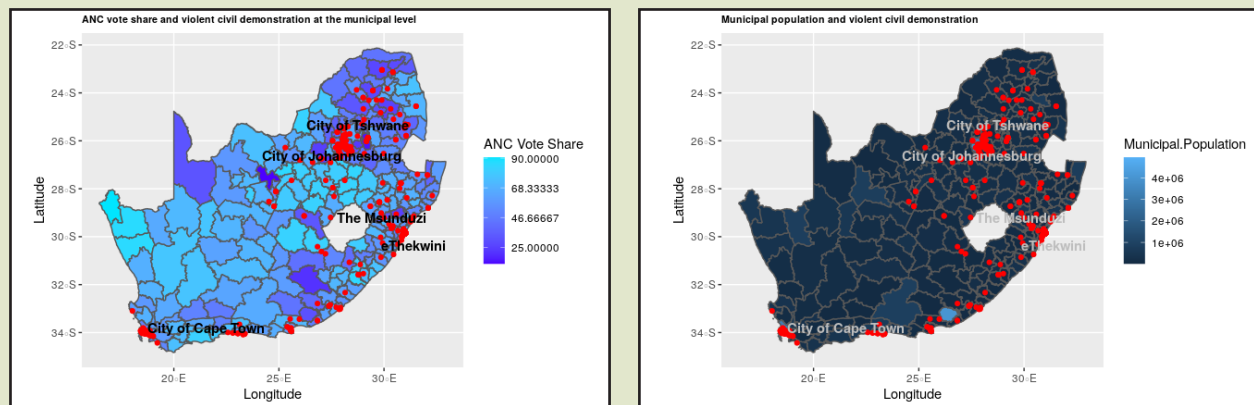 ANC vote share and violent civil demonstration at the municipal level
22°S
24°S
26°S
28°S
30°S
32°S
34°S
Latitude
20°E
25°E
30°E
Longitude
City of Tshwane
City of Johannesburg
The Msunduzi
eThekwini
City of Cape Town
ANC Vote Share
90.00000
68.33333
46.66667
25.00000
Municipal population and violent civil demonstration
22°S
24°S
26°S
28°S
30°S
32°S
34°S
Latitude
20°E
25°E
30°E
Longitude
City of Tshwane
City of Johannesburg
The Msunduzi
eThekwini
City of Cape Town
Municipal.Population
4e+06
3e+06
2e+06
1e+06